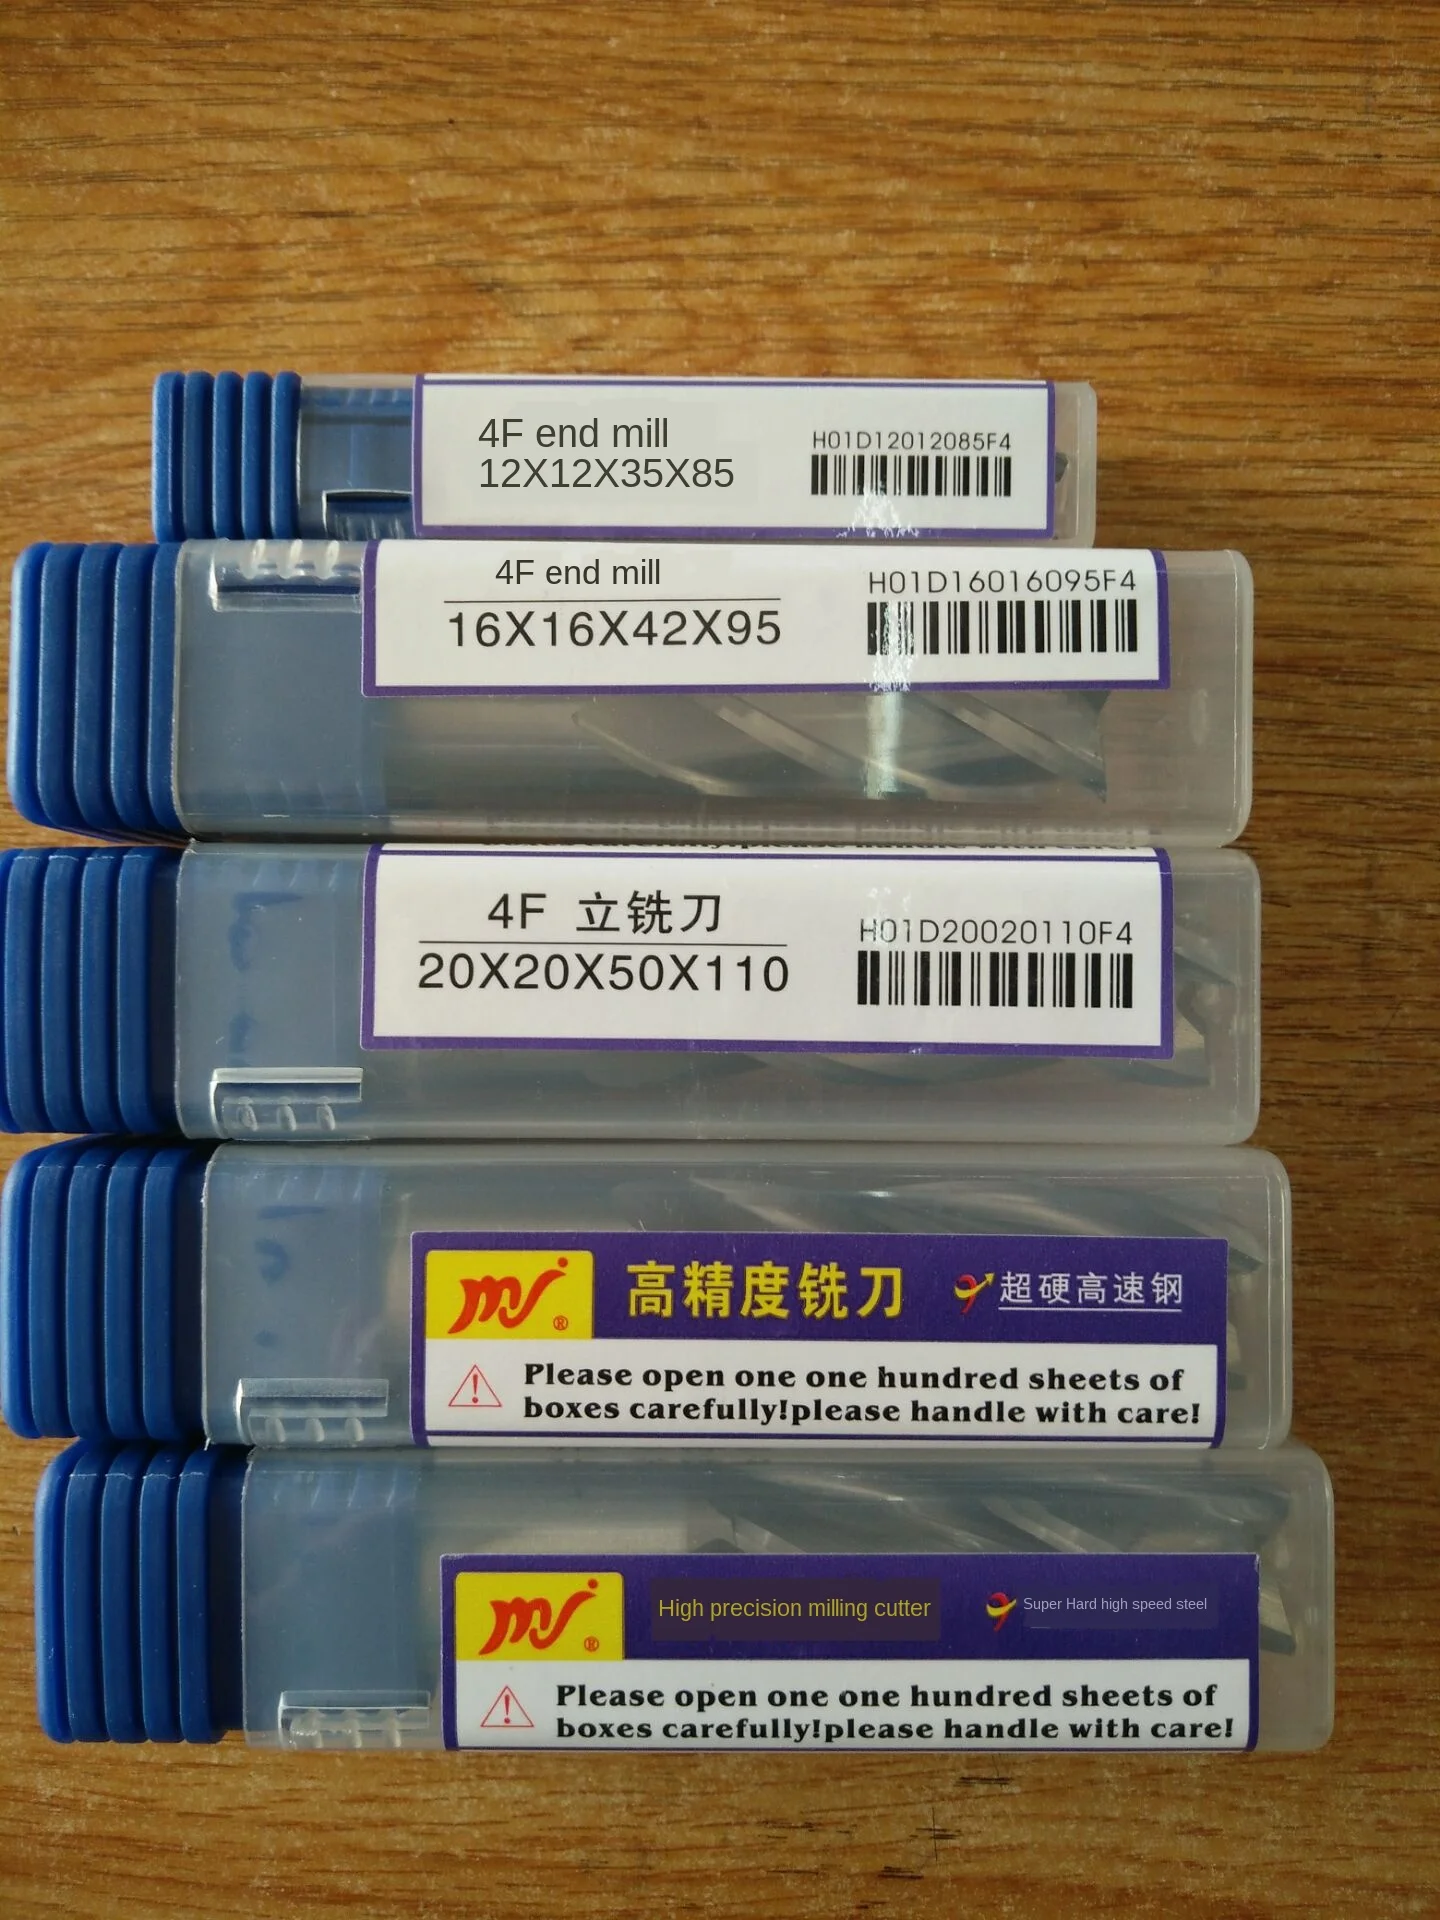 4F end mill
12X12X35X85
H01D12012085F4
4F end mill
16X16X42X95
H01D16016095F4
4F 立铣刀
20X20X50X110
H01D20020110F4
mj ®
高精度铣刀
超硬高速钢
Please open one one hundred sheets of
boxes carefully!please handle with care!
mj ®
High precision milling cutter
Super Hard high speed steel
Please open one one hundred sheets of
boxes carefully!please handle with care!